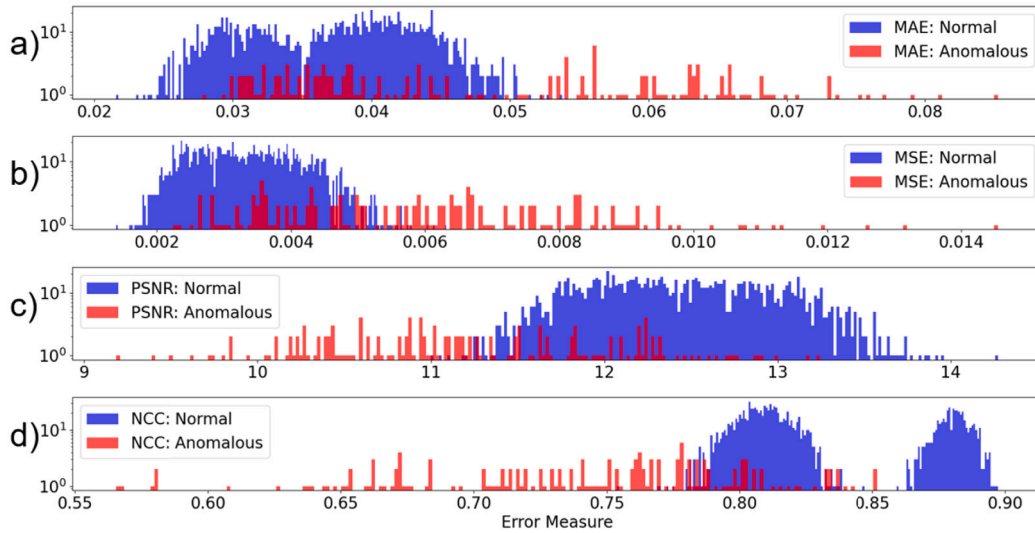 a)
10¹
10⁰
MAE: Normal
MAE: Anomalous
0.02 0.03 0.04 0.05 0.06 0.07 0.08
b)
10¹
10⁰
MSE: Normal
MSE: Anomalous
0.002 0.004 0.006 0.008 0.010 0.012 0.014
c)
10¹
10⁰
PSNR: Normal
PSNR: Anomalous
9 10 11 12 13 14
d)
10¹
10⁰
NCC: Normal
NCC: Anomalous
0.55 0.60 0.65 0.70 0.75 0.80 0.85 0.90
Error Measure